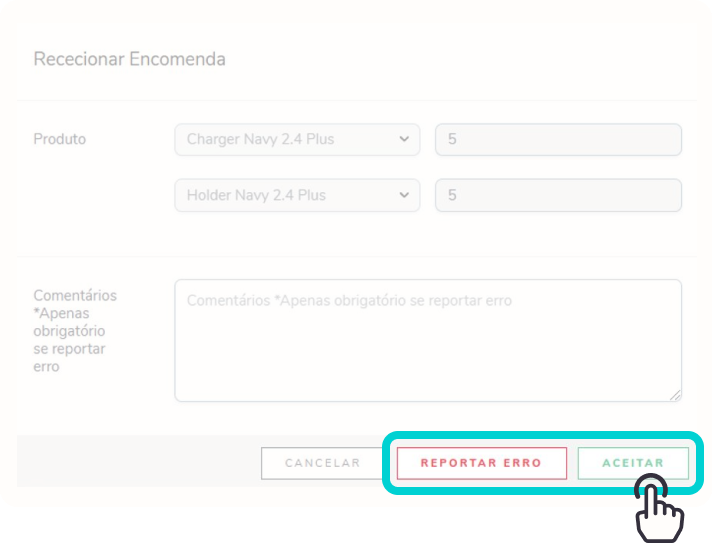 Rececionar Encomenda
Produto
Charger Navy 2.4 Plus
5
Holder Navy 2.4 Plus
5
Comentários
*Apenas
obrigatório
se reportar
erro
Comentários *Apenas obrigatório se reportar erro
CANCELAR
REPORTAR ERRO
ACEITAR